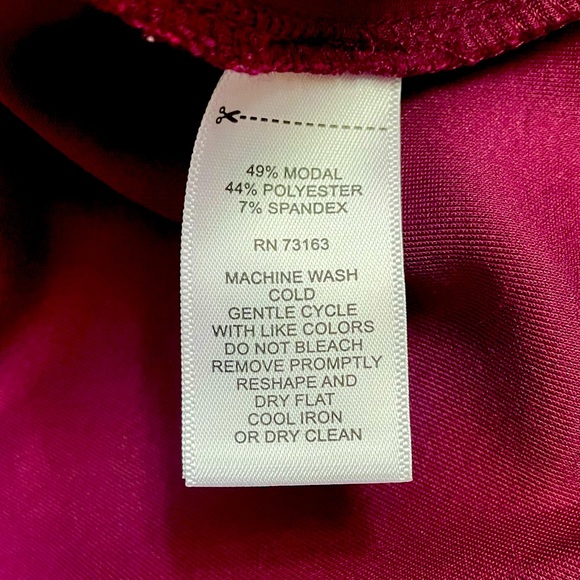 49% MODAL
44% POLYESTER
7% SPANDEX
RN 73163
MACHINE WASH
COLD
GENTLE CYCLE
WITH LIKE COLORS
DO NOT BLEACH
REMOVE PROMPTLY
RESHAPE AND
DRY FLAT
COOL IRON
OR DRY CLEAN